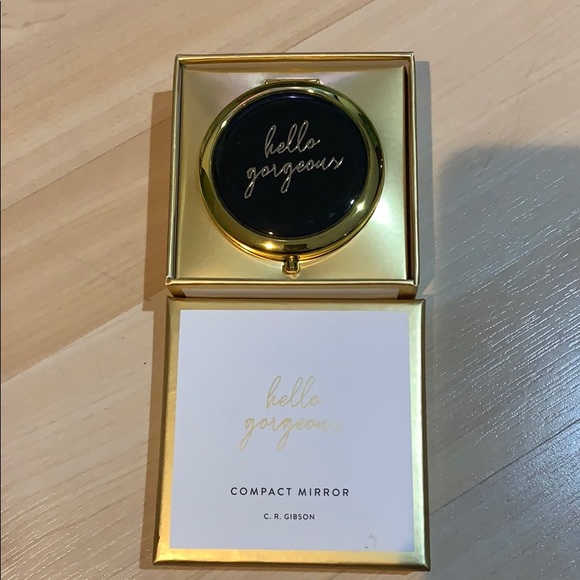 hello
gorgeous
hello
gorgeous
COMPACT MIRROR
C. R. GIBSON